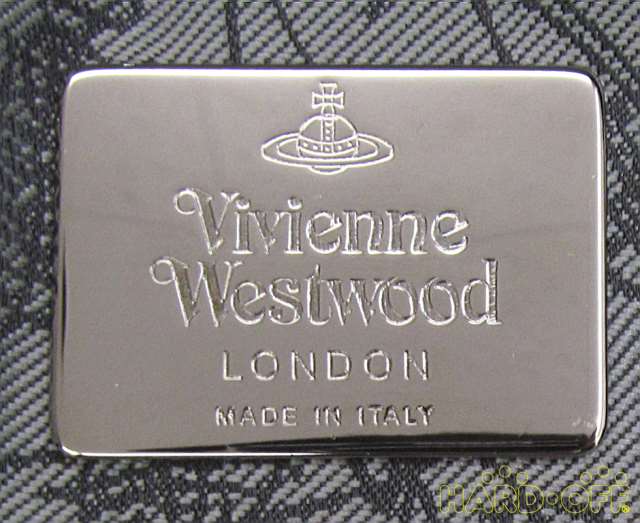 Vivienne
Westwood
LONDON
MADE IN ITALY
HARD-OFF